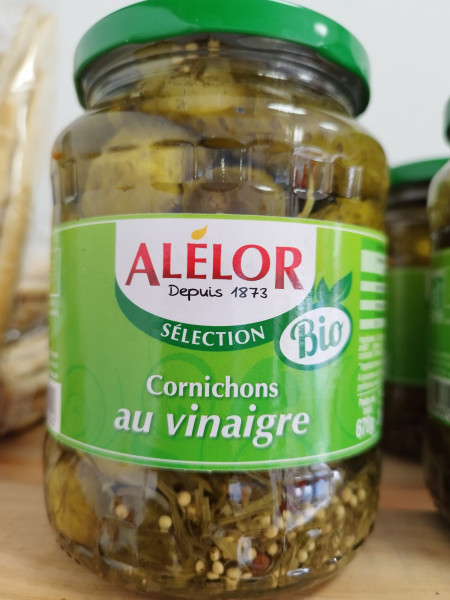 ALÉLOR
Depuis 1873
SÉLECTION
Bio
Cornichons
au vinaigre